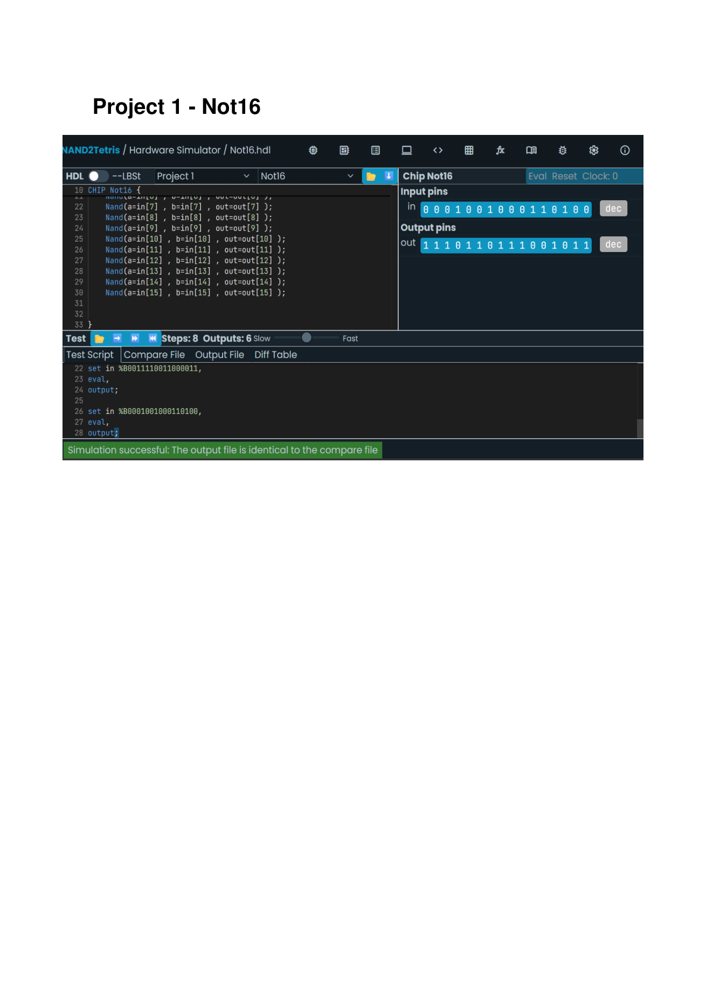 Project 1 - Not16
NAND2Tetris / Hardware Simulator / Not16.hdl
HDL --LBSt Project 1 Not16
Chip Not16 Eval Reset Clock: 0
10 CHIP Not16 {
21 Nand(a=in[6] , b=in[6] , out=out[6] );
22 Nand(a=in[7] , b=in[7] , out=out[7] );
23 Nand(a=in[8] , b=in[8] , out=out[8] );
24 Nand(a=in[9] , b=in[9] , out=out[9] );
25 Nand(a=in[10] , b=in[10] , out=out[10] );
26 Nand(a=in[11] , b=in[11] , out=out[11] );
27 Nand(a=in[12] , b=in[12] , out=out[12] );
28 Nand(a=in[13] , b=in[13] , out=out[13] );
29 Nand(a=in[14] , b=in[14] , out=out[14] );
30 Nand(a=in[15] , b=in[15] , out=out[15] );
31
32
33 }
Input pins
in 0 0 0 1 0 0 1 0 0 0 1 1 0 1 0 0 dec
Output pins
out 1 1 1 0 1 1 0 1 1 1 0 0 1 0 1 1 dec
Test Steps: 8 Outputs: 6 Slow Fast
Test Script Compare File Output File Diff Table
22 set in %B0011110011000011,
23 eval,
24 output;
25
26 set in %B0001001000110100,
27 eval,
28 output;
Simulation successful: The output file is identical to the compare file